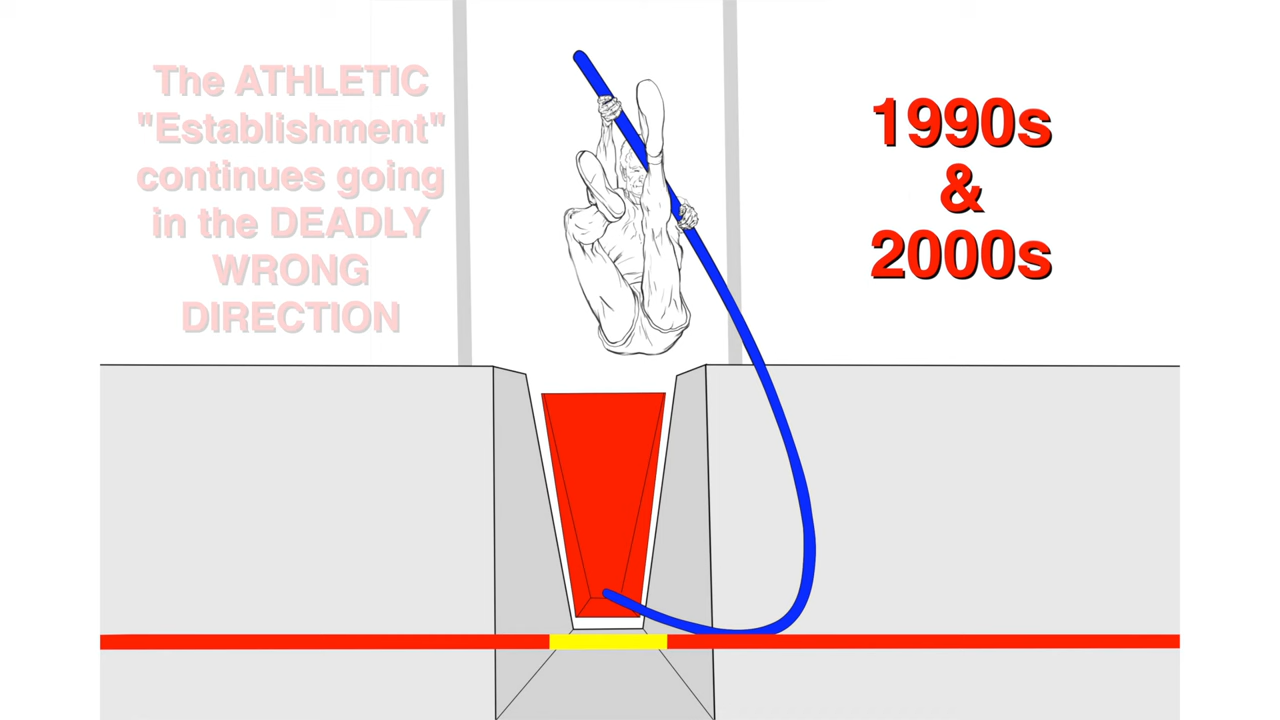 The ATHLETIC
"Establishment"
continues going
in the DEADLY
WRONG
DIRECTION
1990s
&
2000s